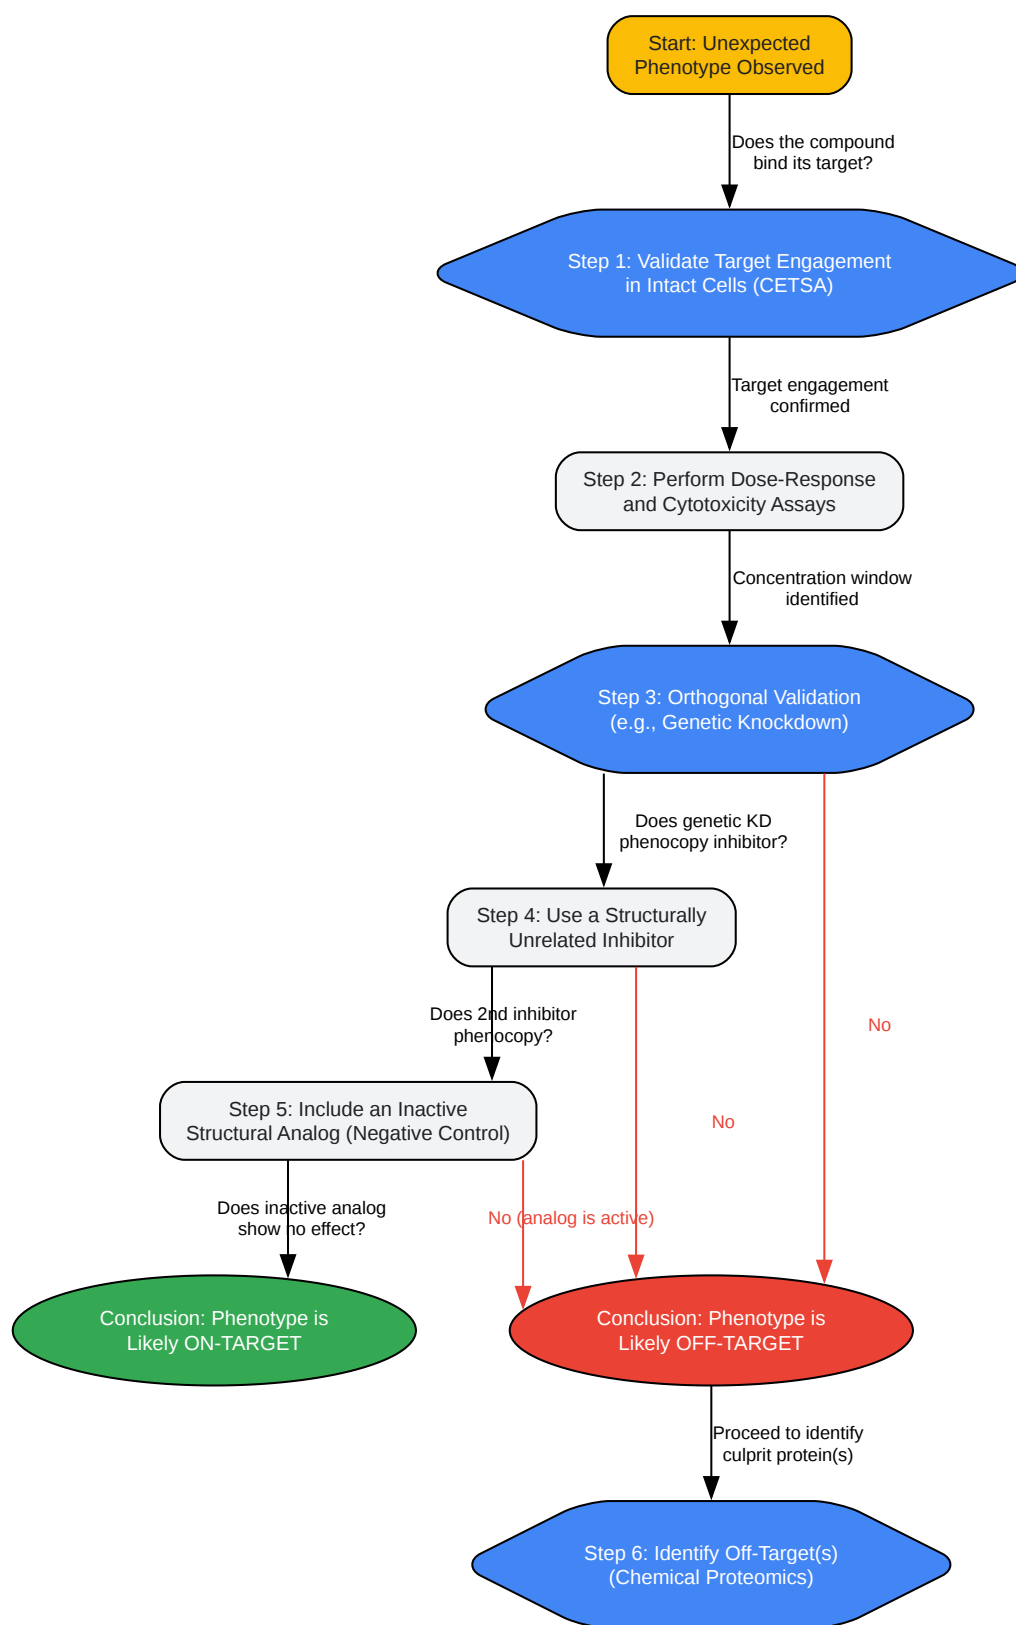 Start: Unexpected
Phenotype Observed
Does the compound
bind its target?
Step 1: Validate Target Engagement
in Intact Cells (CETSA)
Target engagement
confirmed
Step 2: Perform Dose-Response
and Cytotoxicity Assays
Concentration window
identified
Step 3: Orthogonal Validation
(e.g., Genetic Knockdown)
Does genetic KD
phenocopy inhibitor?
Step 4: Use a Structurally
Unrelated Inhibitor
Does 2nd inhibitor
phenocopy?
No
Step 5: Include an Inactive
Structural Analog (Negative Control)
No
Does inactive analog
show no effect?
No (analog is active)
Conclusion: Phenotype is
Likely ON-TARGET
Conclusion: Phenotype is
Likely OFF-TARGET
Proceed to identify
culprit protein(s)
Step 6: Identify Off-Target(s)
(Chemical Proteomics)